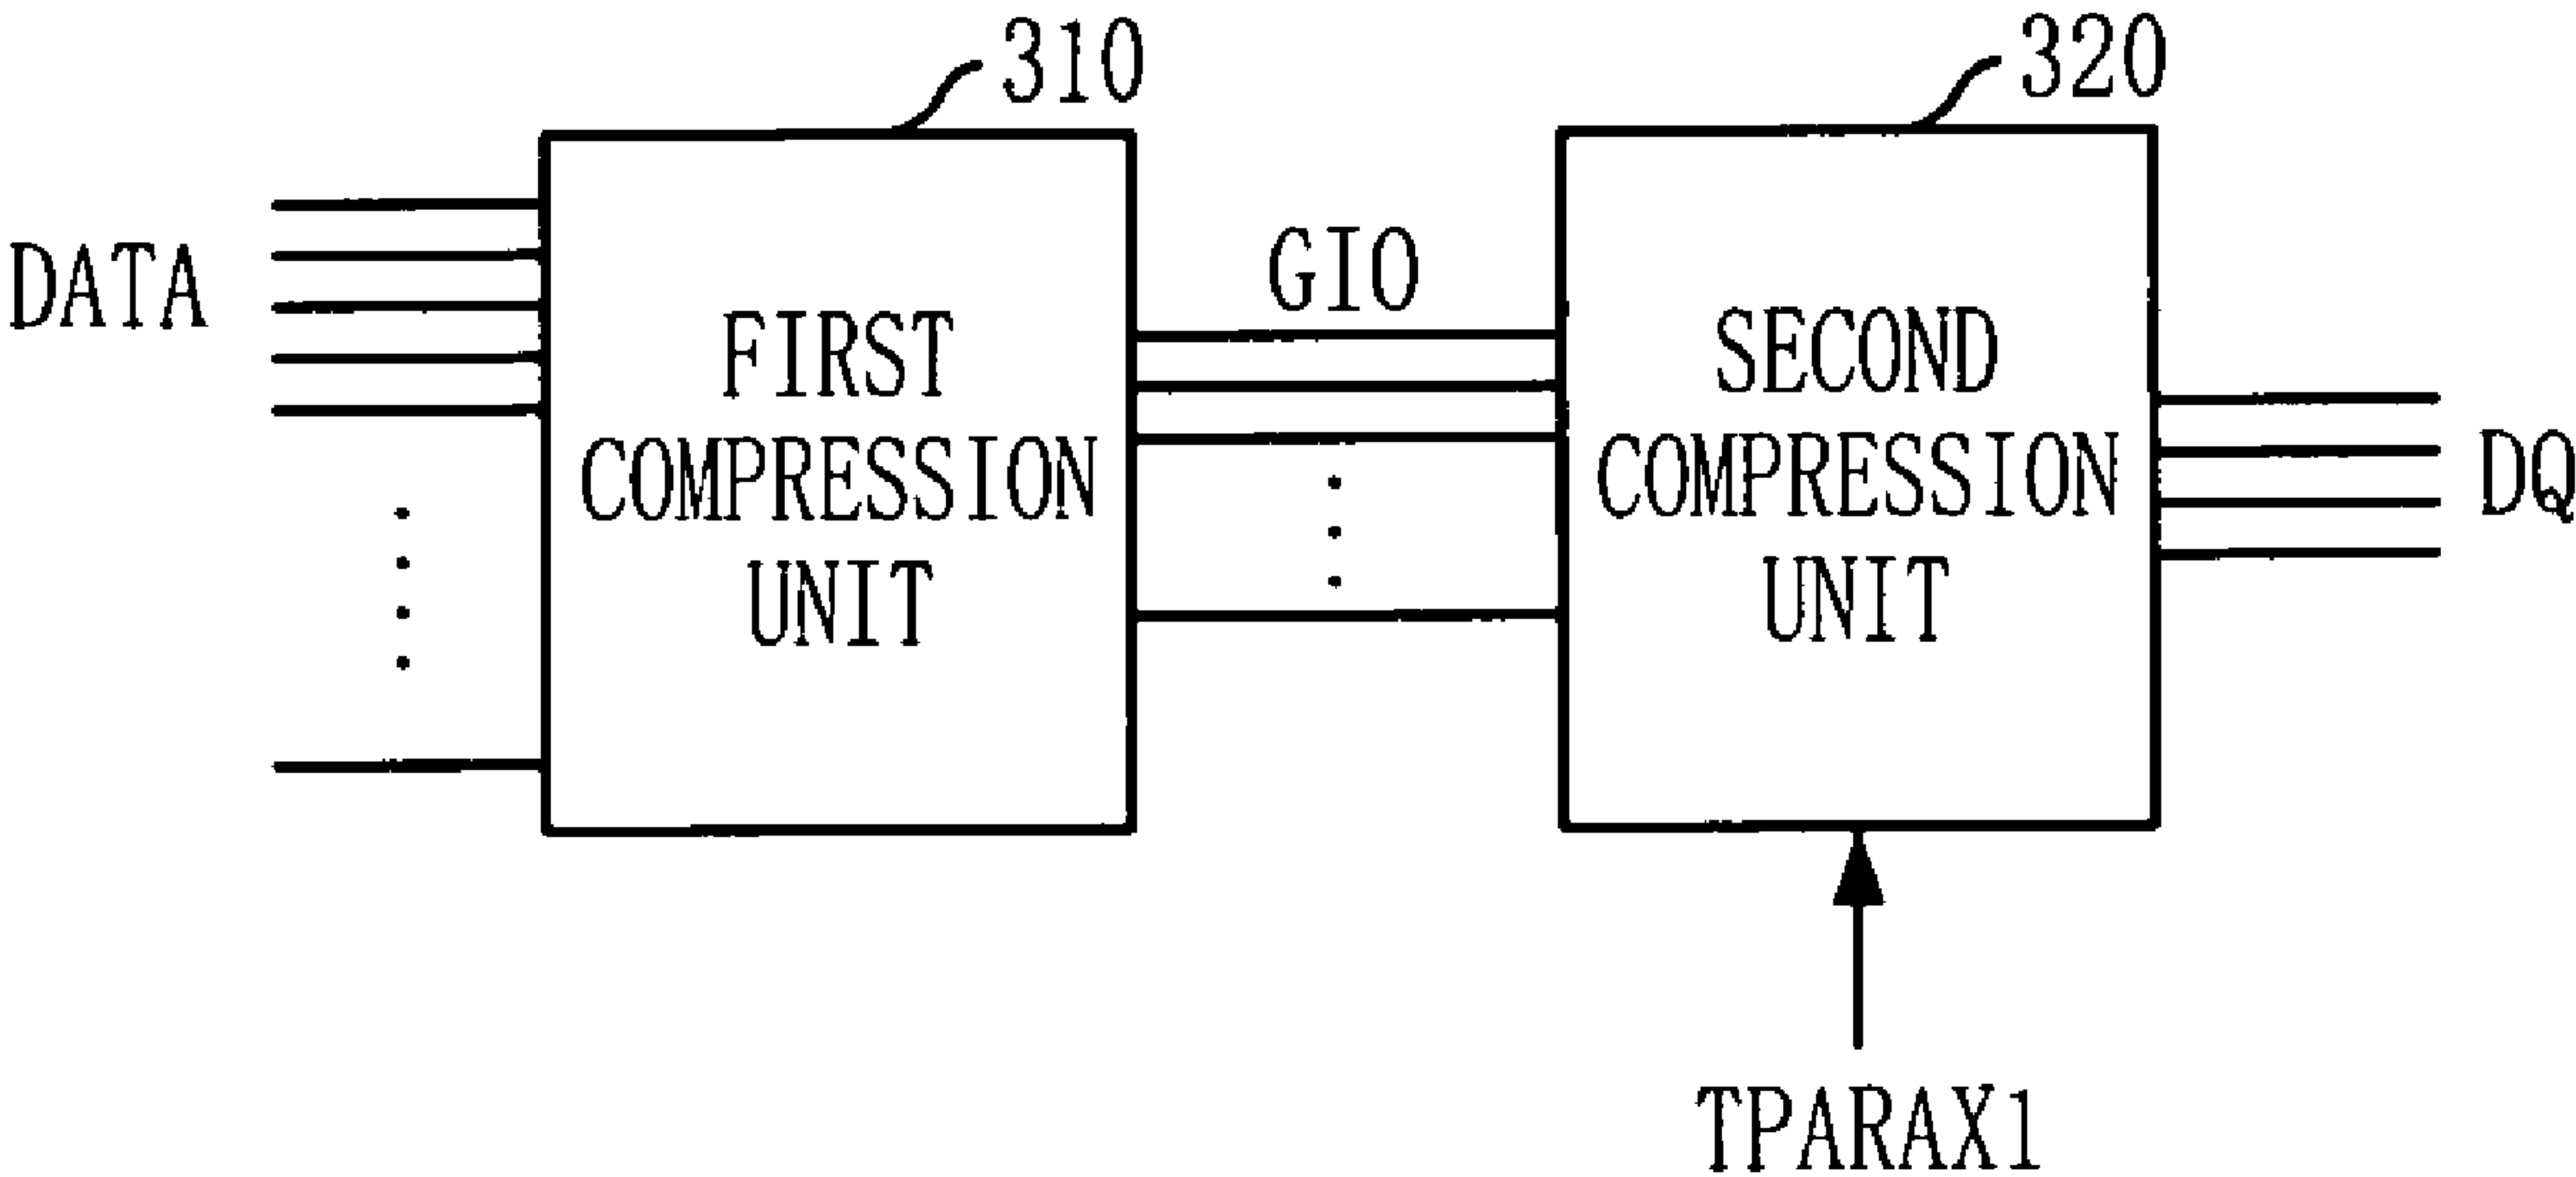 310
320
DATA
GIO
FIRST
COMPRESSION
UNIT
SECOND
COMPRESSION
UNIT
DQ
TPARAX1